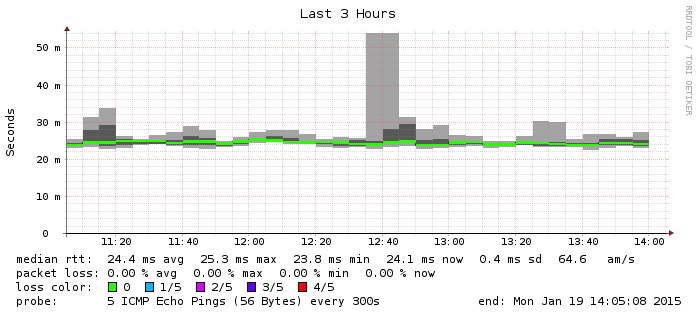 Last 3 Hours
RRDTOOL / TOBI OETIKER
Seconds
50 m
40 m
30 m
20 m
10 m
0
11:20 11:40 12:00 12:20 12:40 13:00 13:20 13:40 14:00
median rtt: 24.4 ms avg 25.3 ms max 23.8 ms min 24.1 ms now 0.4 ms sd 64.6 am/s
packet loss: 0.00 % avg 0.00 % max 0.00 % min 0.00 % now
loss color: 0 1/5 2/5 3/5 4/5
probe: 5 ICMP Echo Pings (56 Bytes) every 300s end: Mon Jan 19 14:05:08 2015